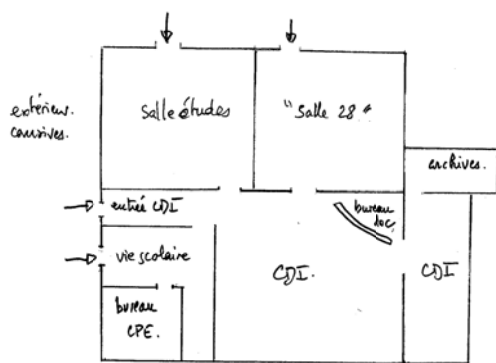 extérieur.
coursives.
Salle études
"Salle 28"
archives.
entrée CDI
bureau
doc.
vie scolaire
CDI.
CDI
bureau
CPE.